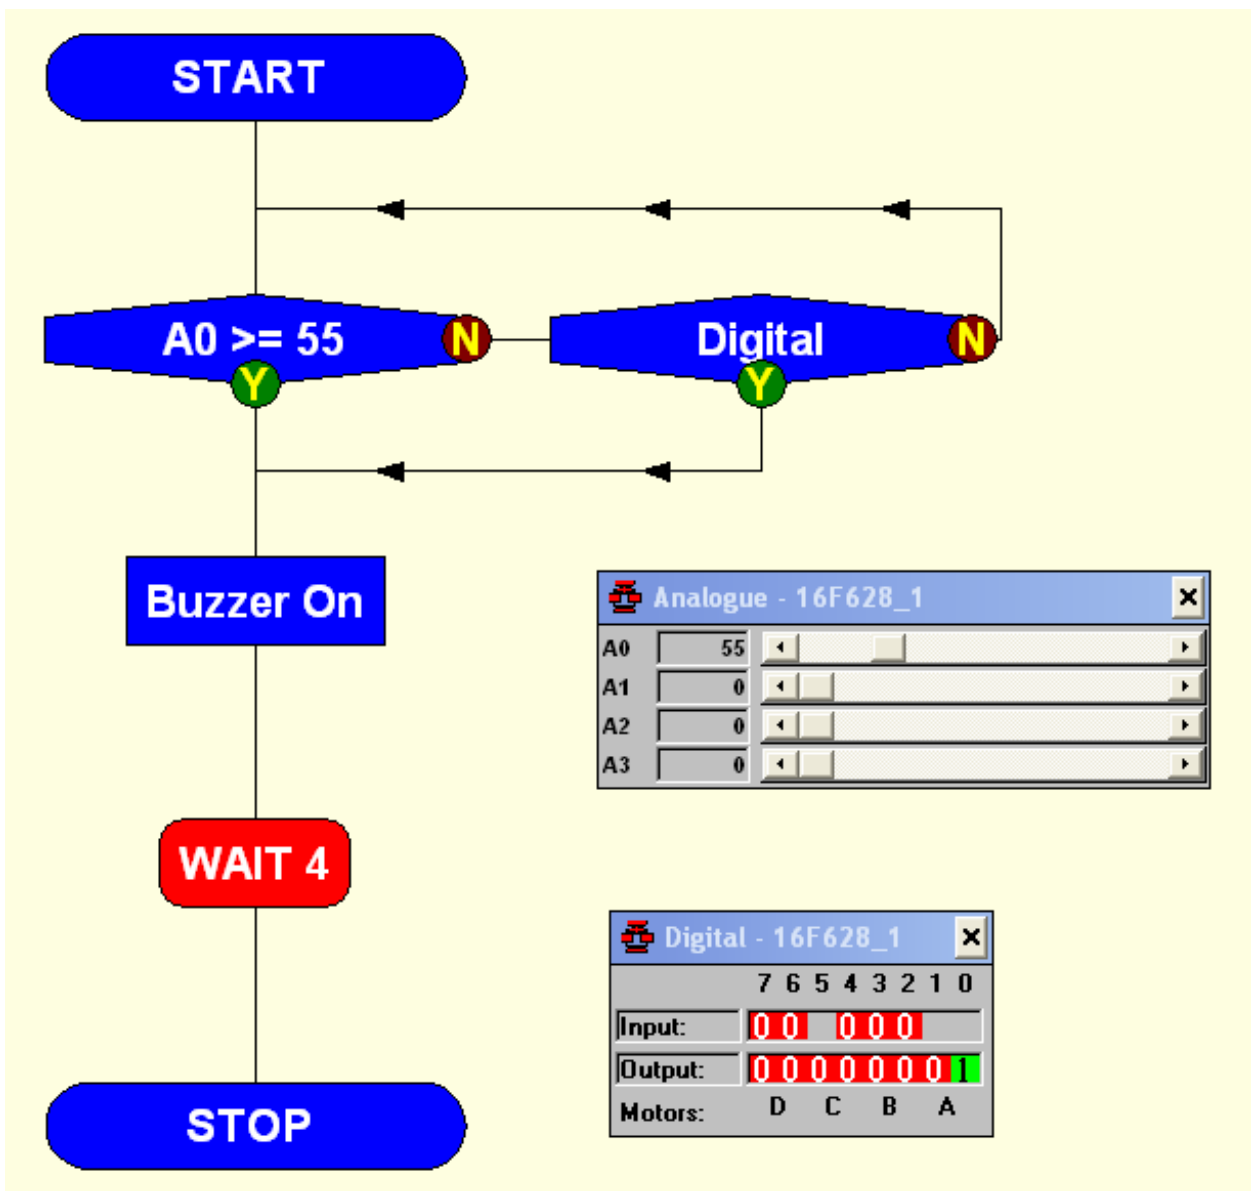 START
A0 >= 55 N Digital N
Y Y
Buzzer On
Analogue - 16F628_1
A0 55
A1 0
A2 0
A3 0
WAIT 4
Digital - 16F628_1
7 6 5 4 3 2 1 0
Input: 0 0 0 0 0
Output: 0 0 0 0 0 0 0 1
Motors: D C B A
STOP